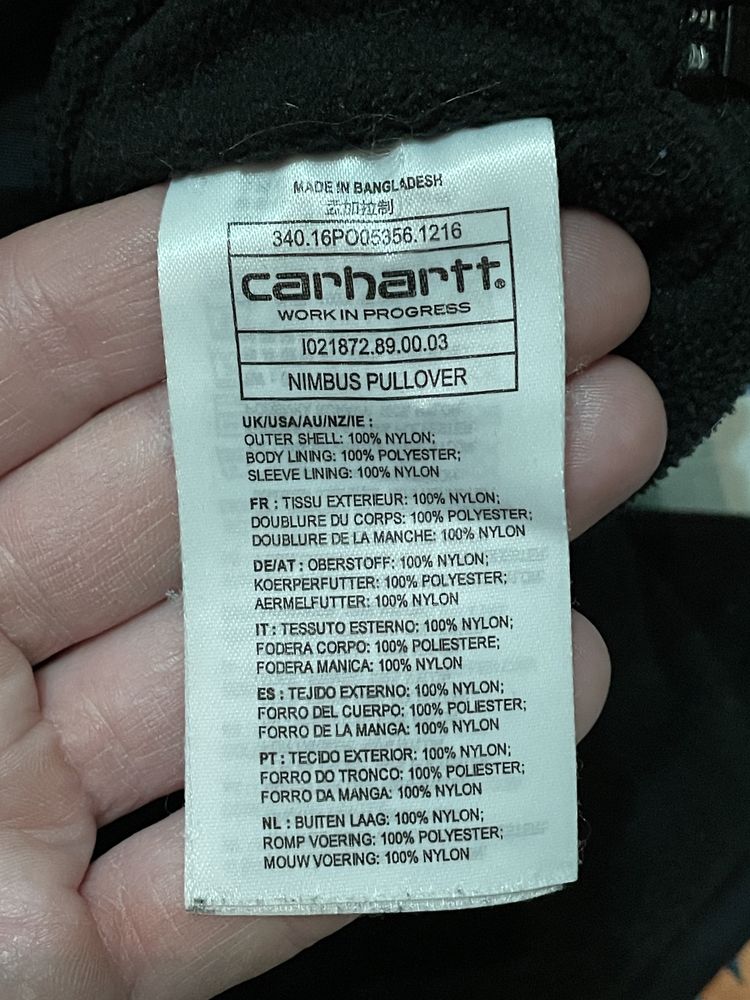 MADE IN BANGLADESH
孟加拉制
340.16PO05356.1216
carhartt®
WORK IN PROGRESS
I021872.89.00.03
NIMBUS PULLOVER
UK/USA/AU/NZ/IE :
OUTER SHELL: 100% NYLON;
BODY LINING: 100% POLYESTER;
SLEEVE LINING: 100% NYLON
FR : TISSU EXTERIEUR: 100% NYLON;
DOUBLURE DU CORPS: 100% POLYESTER;
DOUBLURE DE LA MANCHE: 100% NYLON
DE/AT : OBERSTOFF: 100% NYLON;
KOERPERFUTTER: 100% POLYESTER;
AERMELFUTTER: 100% NYLON
IT : TESSUTO ESTERNO: 100% NYLON;
FODERA CORPO: 100% POLIESTERE;
FODERA MANICA: 100% NYLON
ES : TEJIDO EXTERNO: 100% NYLON;
FORRO DEL CUERPO: 100% POLIESTER;
FORRO DE LA MANGA: 100% NYLON
PT : TECIDO EXTERIOR: 100% NYLON;
FORRO DO TRONCO: 100% POLIESTER;
FORRO DA MANGA: 100% NYLON
NL : BUITEN LAAG: 100% NYLON;
ROMP VOERING: 100% POLYESTER;
MOUW VOERING: 100% NYLON